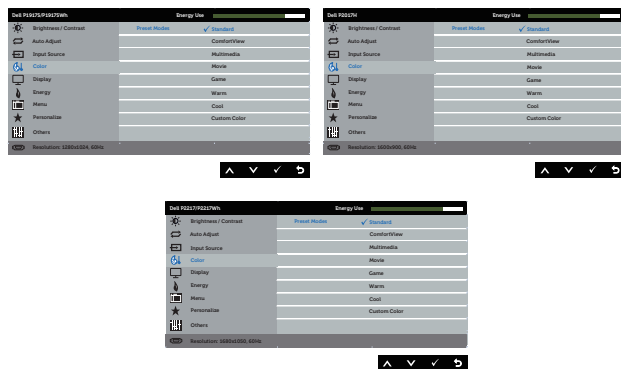 Dell P1917S/P1917SWh Energy Use
Brightness / Contrast Preset Modes ✓ Standard
Auto Adjust ComfortView
Input Source Multimedia
Color Movie
Display Game
Energy Warm
Menu Cool
Personalize Custom Color
Others
Resolution: 1280x1024, 60Hz
Dell P2017H Energy Use
Brightness / Contrast Preset Modes ✓ Standard
Auto Adjust ComfortView
Input Source Multimedia
Color Movie
Display Game
Energy Warm
Menu Cool
Personalize Custom Color
Others
Resolution: 1600x900, 60Hz
Dell P2217/P2217Wh Energy Use
Brightness / Contrast Preset Modes ✓ Standard
Auto Adjust ComfortView
Input Source Multimedia
Color Movie
Display Game
Energy Warm
Menu Cool
Personalize Custom Color
Others
Resolution: 1680x1050, 60Hz